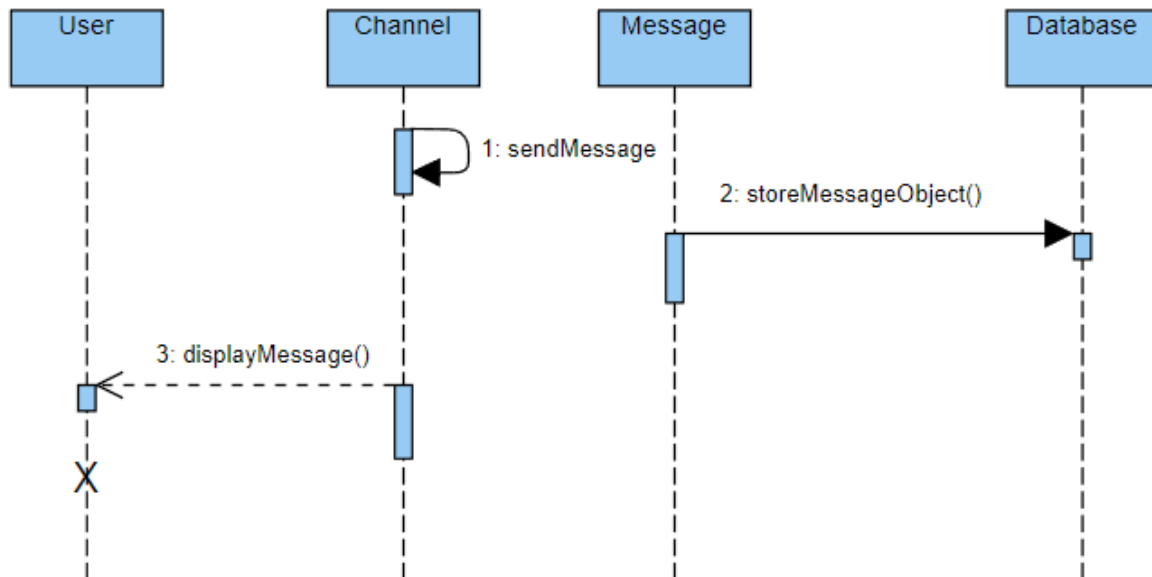 User
Channel
Message
Database
1: sendMessage
2: storeMessageObject()
3: displayMessage()
X